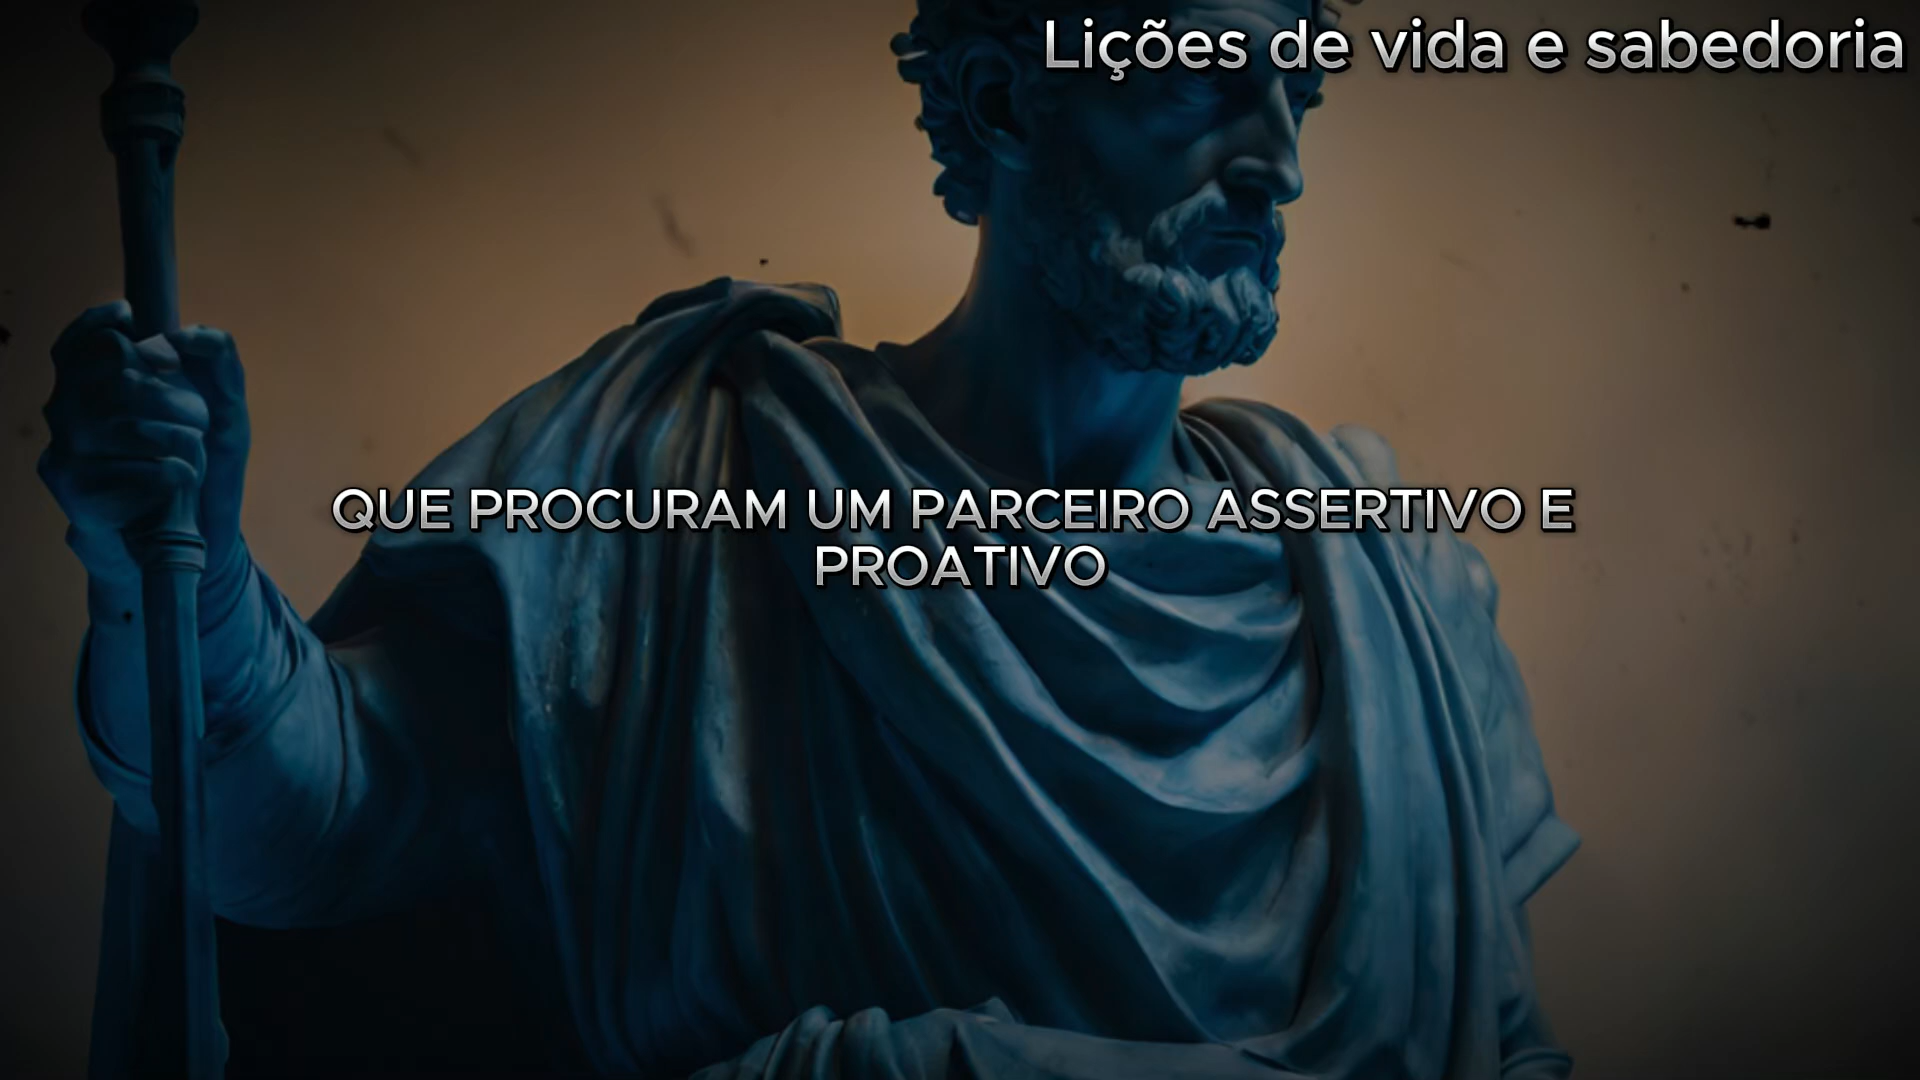 Lições de vida e sabedoria
QUE PROCURAM UM PARCEIRO ASSERTIVO E
PROATIVO